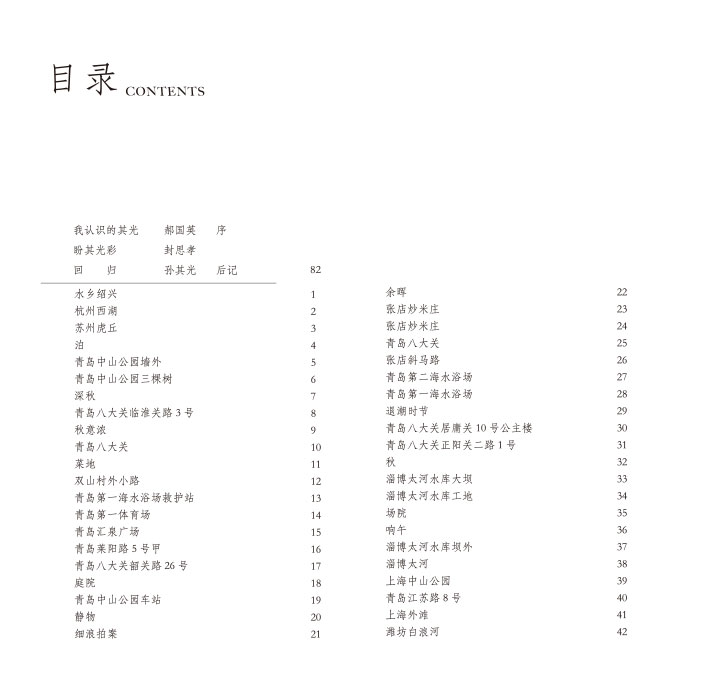 目录 CONTENTS
我认识的其光 郝国英 序
盼其光彩 封思孝
回 归 孙其光 后记 82
水乡绍兴 1
杭州西湖 2
苏州虎丘 3
泊 4
青岛中山公园墙外 5
青岛中山公园三棵树 6
深秋 7
青岛八大关临淮关路 3 号 8
秋意浓 9
青岛八大关 10
菜地 11
双山村外小路 12
青岛第一海水浴场救护站 13
青岛第一体育场 14
青岛汇泉广场 15
青岛莱阳路 5 号甲 16
青岛八大关韶关路 26 号 17
庭院 18
青岛中山公园车站 19
静物 20
细浪拍案 21
余晖 22
张店炒米庄 23
张店炒米庄 24
青岛八大关 25
张店斜马路 26
青岛第二海水浴场 27
青岛第一海水浴场 28
退潮时节 29
青岛八大关居庸关 10 号公主楼 30
青岛八大关正阳关二路 1 号 31
秋 32
淄博太河水库大坝 33
淄博太河水库工地 34
场院 35
响午 36
淄博太河水库坝外 37
淄博太河 38
上海中山公园 39
青岛江苏路 8 号 40
上海外滩 41
潍坊白浪河 42